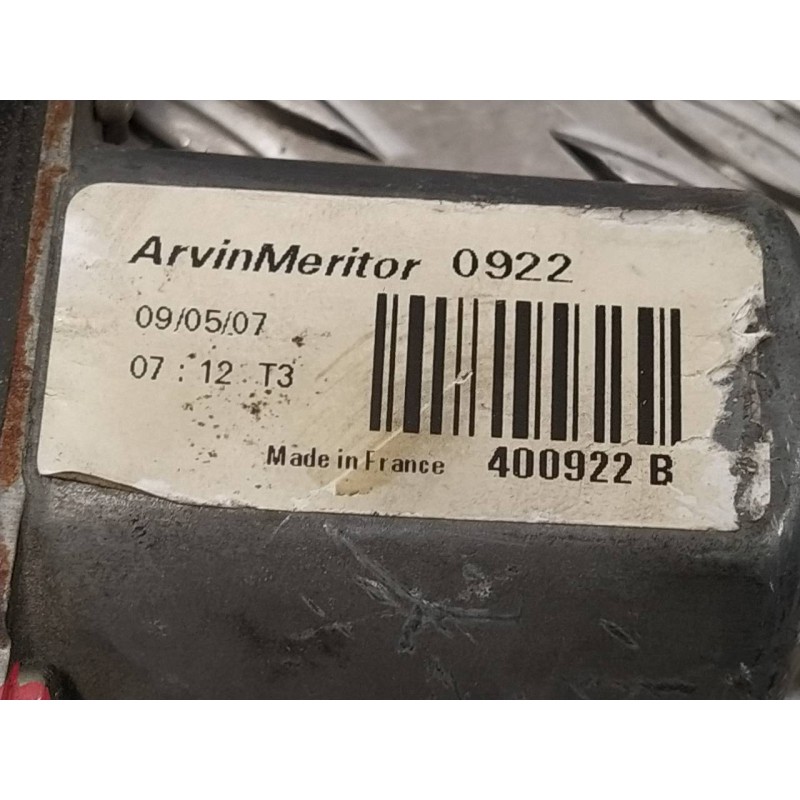 ArvinMeritor 0922
09/05/07
07 : 12 T3
Made in France 400922 B